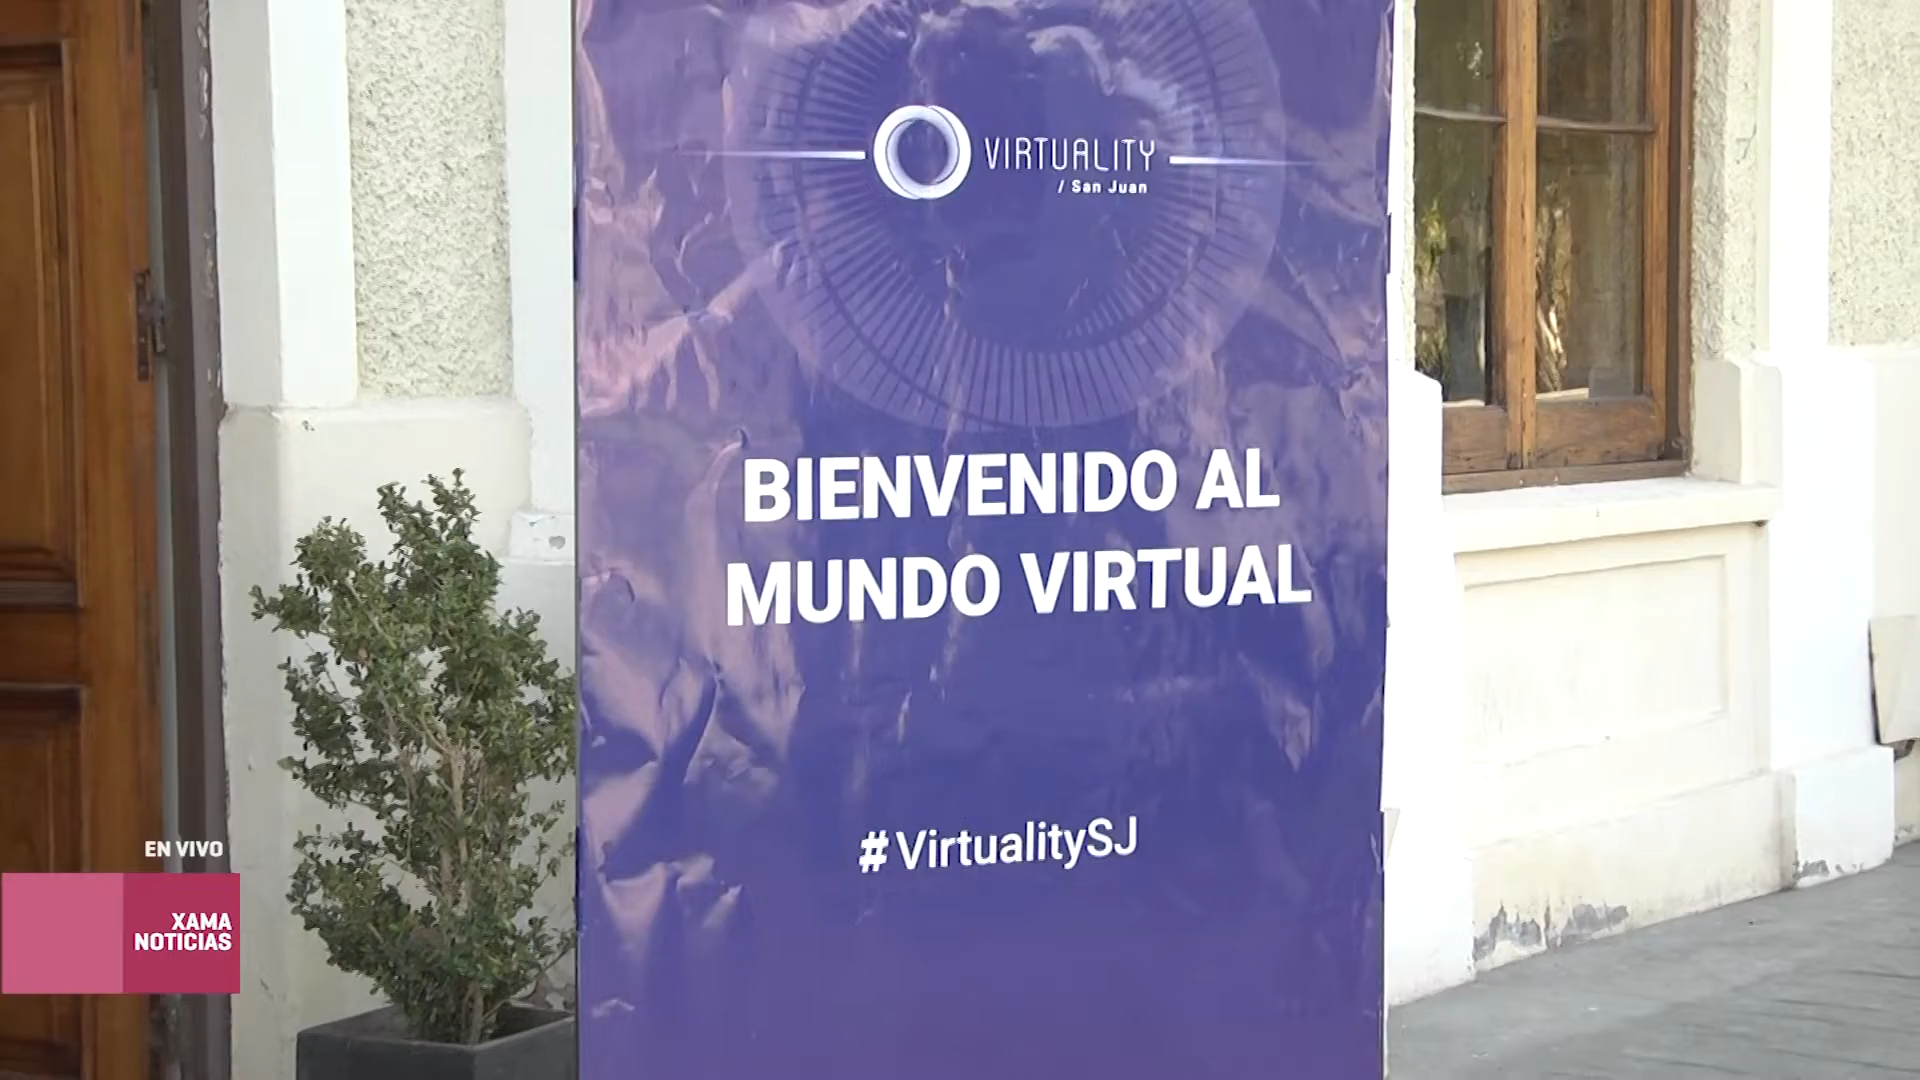 VIRTUALITY
/ San Juan
BIENVENIDO AL
MUNDO VIRTUAL
#VirtualitySJ
EN VIVO
XAMA
NOTICIAS